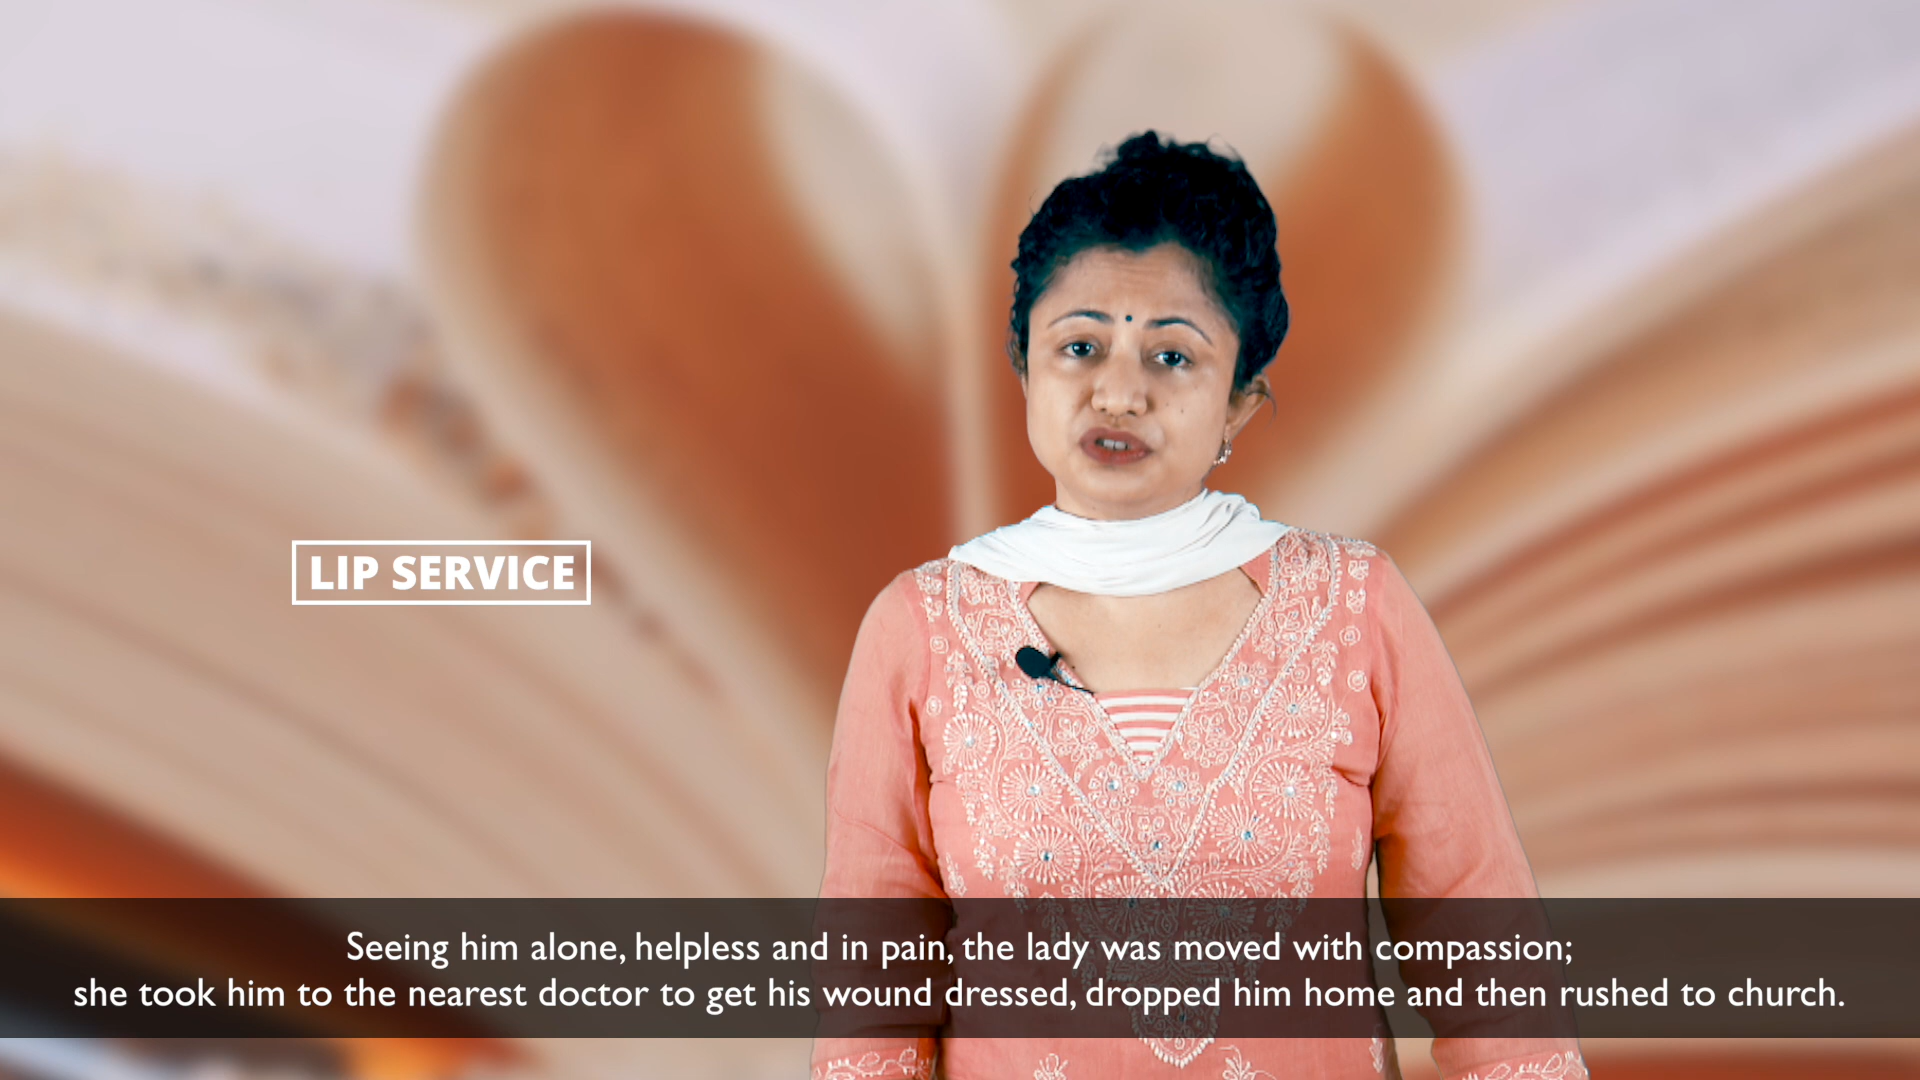 LIP SERVICE
Seeing him alone, helpless and in pain, the lady was moved with compassion;
she took him to the nearest doctor to get his wound dressed, dropped him home and then rushed to church.